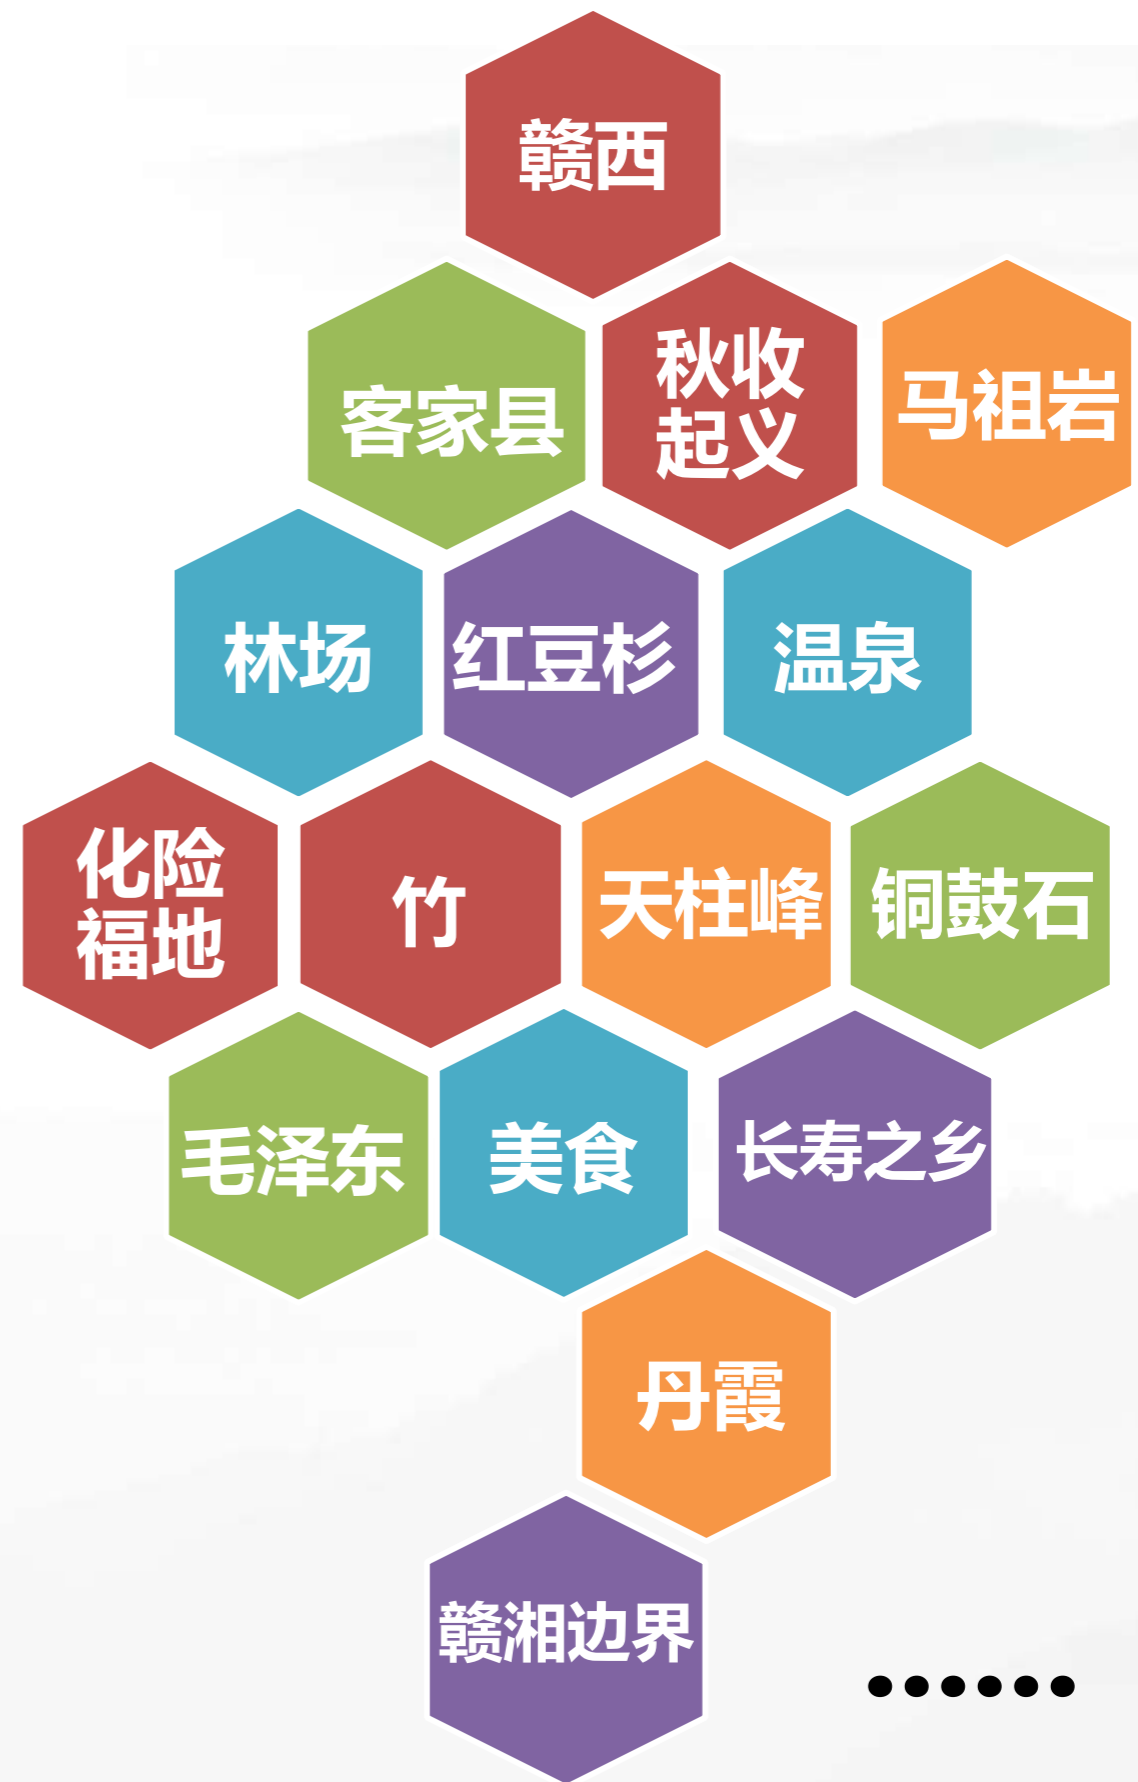 赣西
客家县
秋收
起义
马祖岩
林场
红豆杉
温泉
化险
福地
竹
天柱峰
铜鼓石
毛泽东
美食
长寿之乡
丹霞
赣湘边界
······